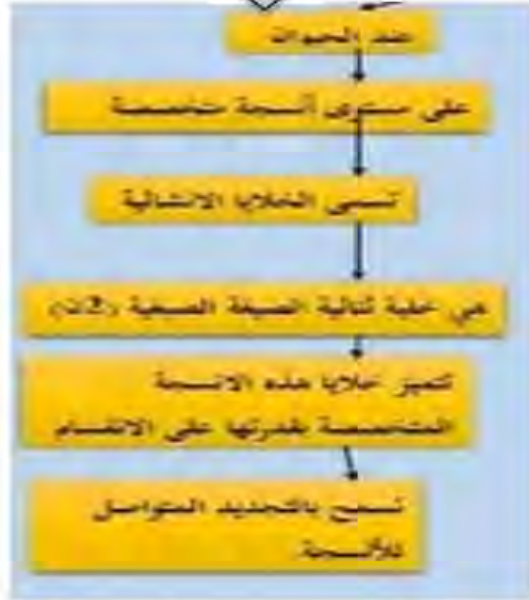 عند الحيوان
على مستوى أنسجة متخصصة
تسمى الخلايا الانشائية
هي خلية ثنائية الصيغة الصبغية (2ن)
تتميز خلايا هذه الانسجة
المتخصصة بقدرتها على الانقسام
تسمح بالتجديد المتواصل
للأنسجة